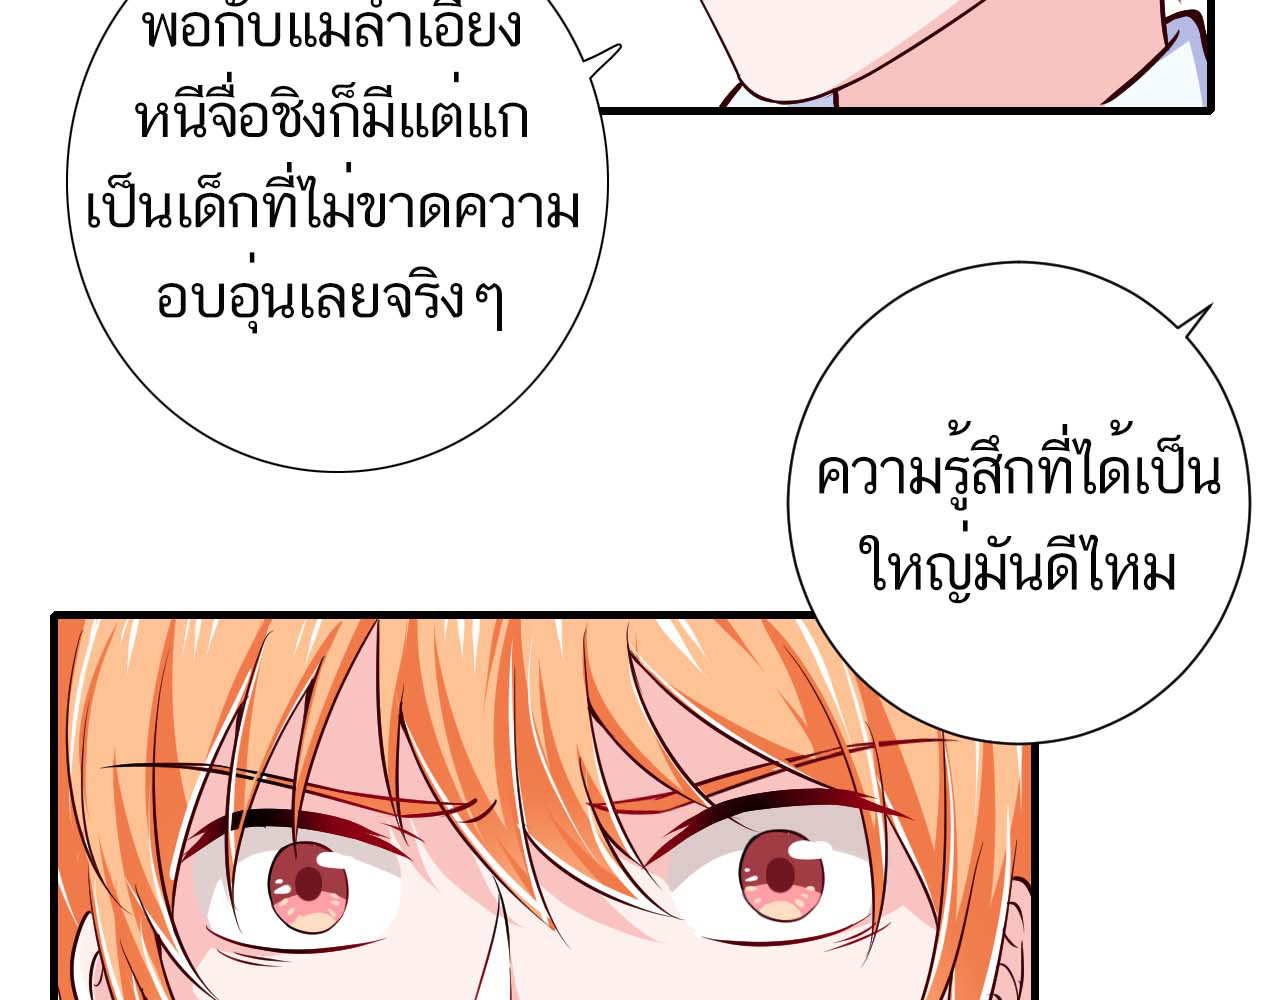 พ่อกับแม่ลำเอียง
หนีจื่อชิงก็มีแต่แก
เป็นเด็กที่ไม่ขาดความ
อบอุ่นเลยจริงๆ
ความรู้สึกที่ได้เป็น
ใหญ่มันดีไหม